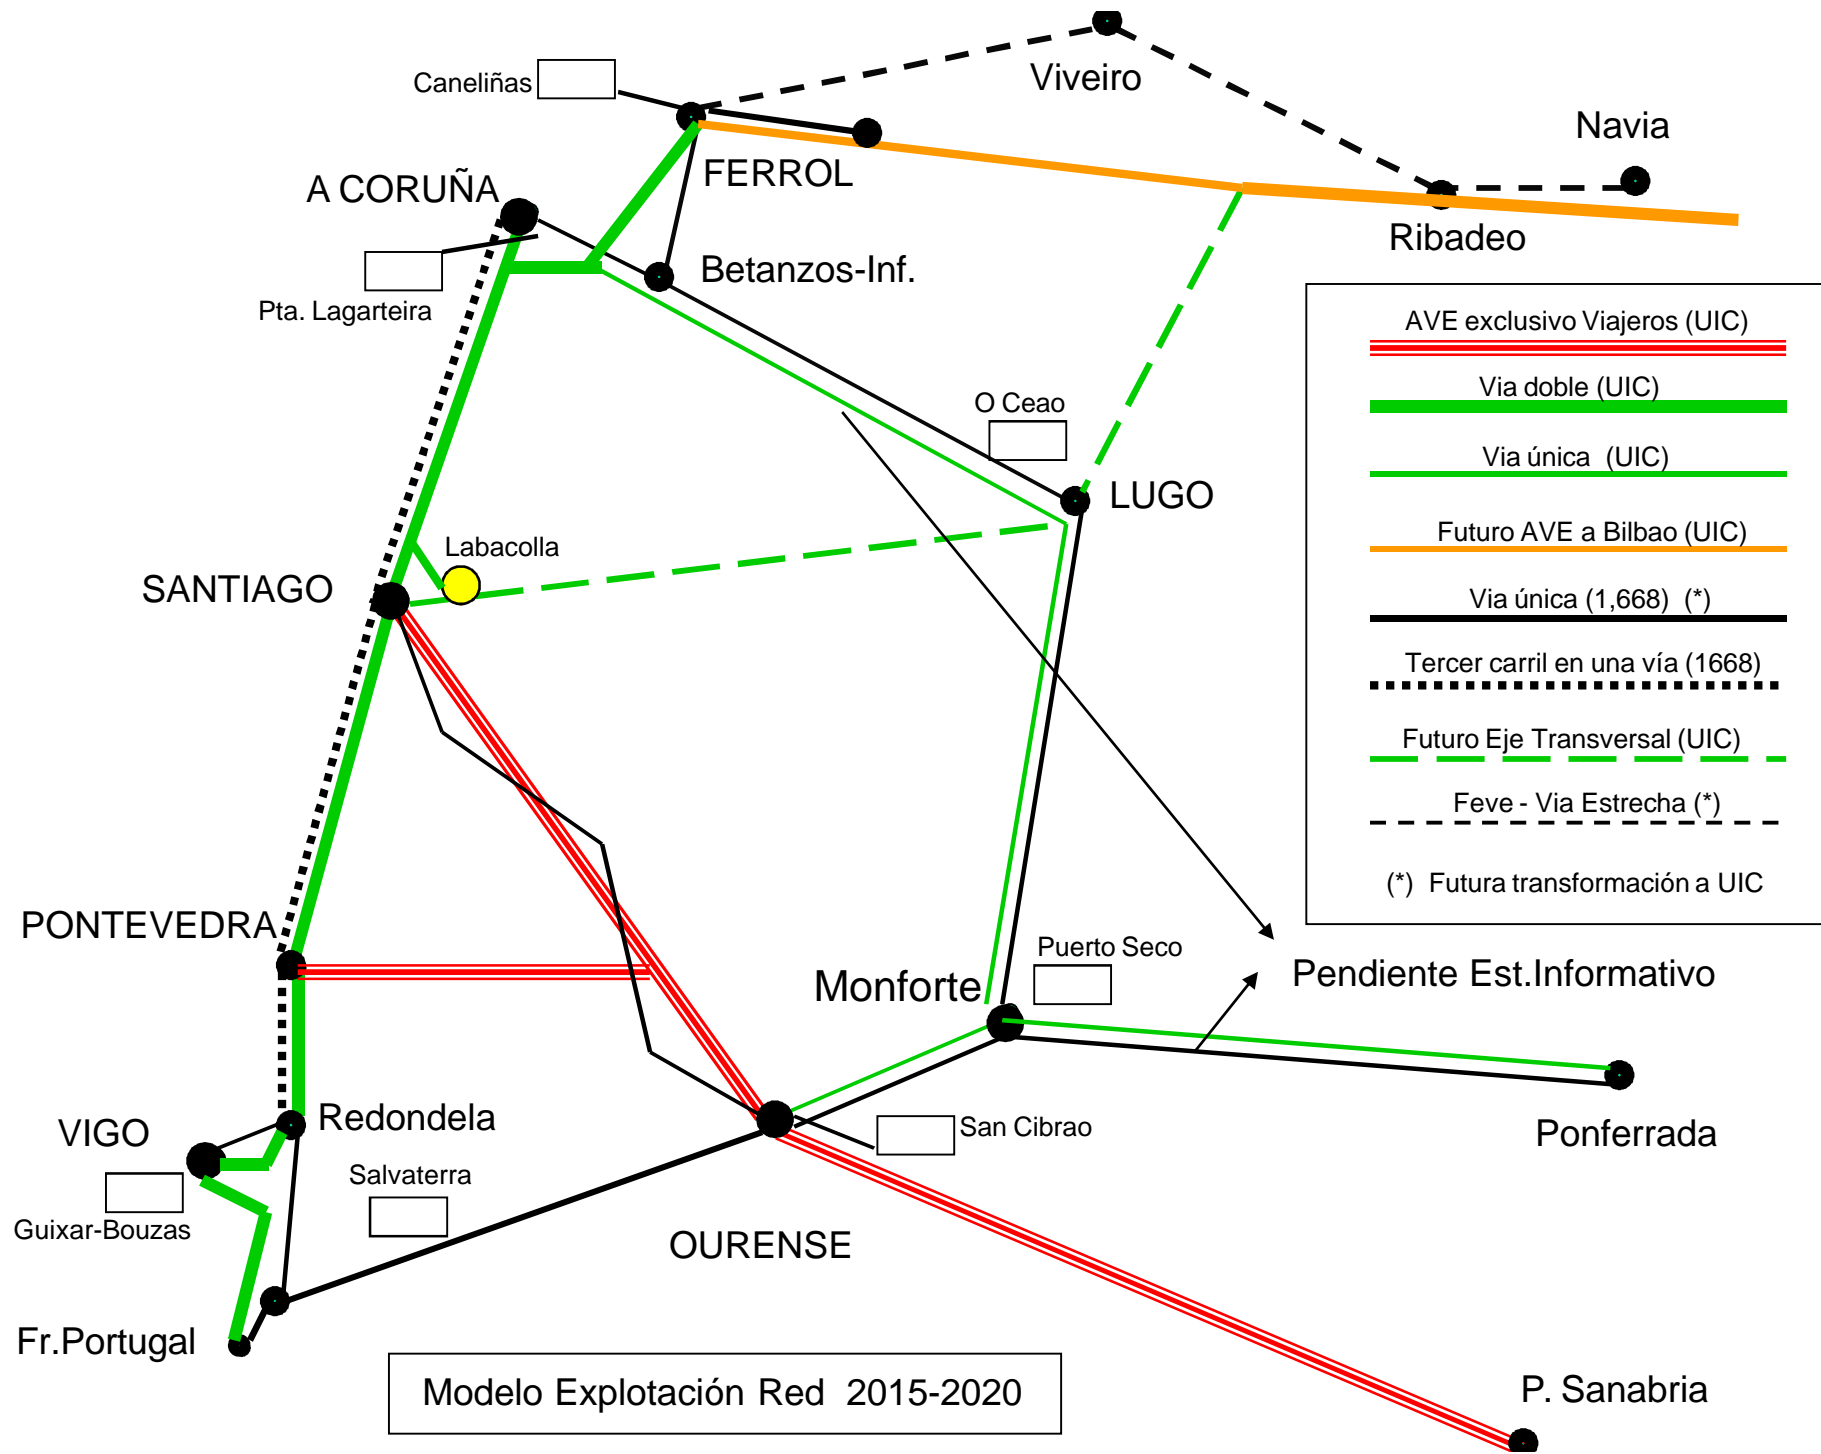 Viveiro
Caneliñas
Navia
FERROL
A CORUÑA
Ribadeo
Betanzos-Inf.
Pta. Lagarteira
AVE exclusivo Viajeros (UIC)
Via doble (UIC)
O Ceao
Via única (UIC)
LUGO
Futuro AVE a Bilbao (UIC)
Labacolla
SANTIAGO
Via única (1,668) (*)
Tercer carril en una vía (1668)
Futuro Eje Transversal (UIC)
Feve - Via Estrecha (*)
(*) Futura transformación a UIC
PONTEVEDRA
Puerto Seco
Monforte
Pendiente Est.Informativo
Redondela
VIGO
San Cibrao
Ponferrada
Salvaterra
Guixar-Bouzas
OURENSE
Fr.Portugal
Modelo Explotación Red 2015-2020
P. Sanabria